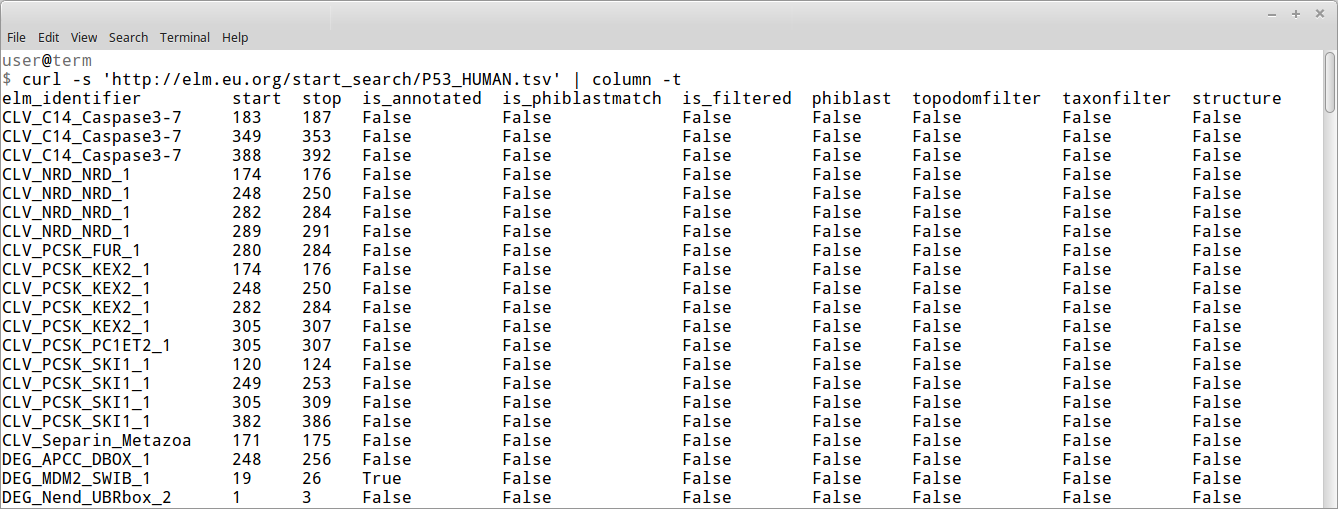 File Edit View Search Terminal Help
user@term
$ curl -s 'http://elm.eu.org/start_search/P53_HUMAN.tsv' | column -t
elm_identifier start stop is_annotated is_phiblastmatch is_filtered phiblast topodomfilter taxonfilter structure
CLV_C14_Caspase3-7 183 187 False False False False False False False
CLV_C14_Caspase3-7 349 353 False False False False False False False
CLV_C14_Caspase3-7 388 392 False False False False False False False
CLV_NRD_NRD_1 174 176 False False False False False False False
CLV_NRD_NRD_1 248 250 False False False False False False False
CLV_NRD_NRD_1 282 284 False False False False False False False
CLV_NRD_NRD_1 289 291 False False False False False False False
CLV_PCSK_FUR_1 280 284 False False False False False False False
CLV_PCSK_KEX2_1 174 176 False False False False False False False
CLV_PCSK_KEX2_1 248 250 False False False False False False False
CLV_PCSK_KEX2_1 282 284 False False False False False False False
CLV_PCSK_KEX2_1 305 307 False False False False False False False
CLV_PCSK_PC1ET2_1 305 307 False False False False False False False
CLV_PCSK_SKI1_1 120 124 False False False False False False False
CLV_PCSK_SKI1_1 249 253 False False False False False False False
CLV_PCSK_SKI1_1 305 309 False False False False False False False
CLV_PCSK_SKI1_1 382 386 False False False False False False False
CLV_Separin_Metazoa 171 175 False False False False False False False
DEG_APCC_DBOX_1 248 256 False False False False False False False
DEG_MDM2_SWIB_1 19 26 True False False False False False False
DEG_Nend_UBRbox_2 1 3 False False False False False False False